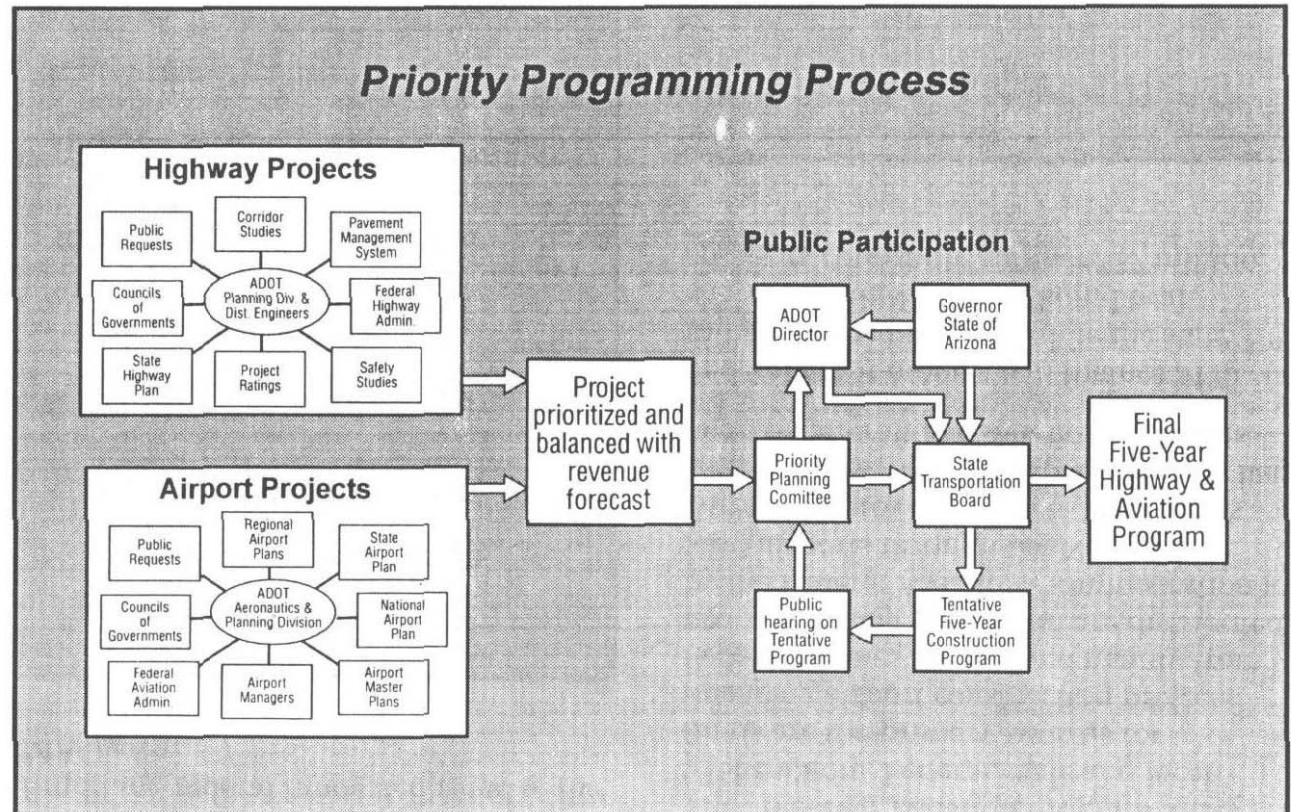 Priority Programming Process
Highway Projects
Public
Requests
Corridor
Studies
Pavement
Management
System
Councils
of
Governments
ADOT
Planning Div. &
Dist. Engineers
Federal
Highway
Admin.
State
Highway
Plan
Project
Ratings
Safety
Studies
Airport Projects
Public
Requests
Regional
Airport
Plans
State
Airport
Plan
Councils
of
Governments
ADOT
Aeronautics &
Planning Division
National
Airport
Plan
Federal
Aviation
Admin.
Airport
Managers
Airport
Master
Plans
Project
prioritized and
balanced with
revenue
forecast
Public Participation
ADOT
Director
Governor
State of
Arizona
Priority
Planning
Comittee
State
Transportation
Board
Public
hearing on
Tentative
Program
Tentative
Five-Year
Construction
Program
Final
Five-Year
Highway &
Aviation
Program